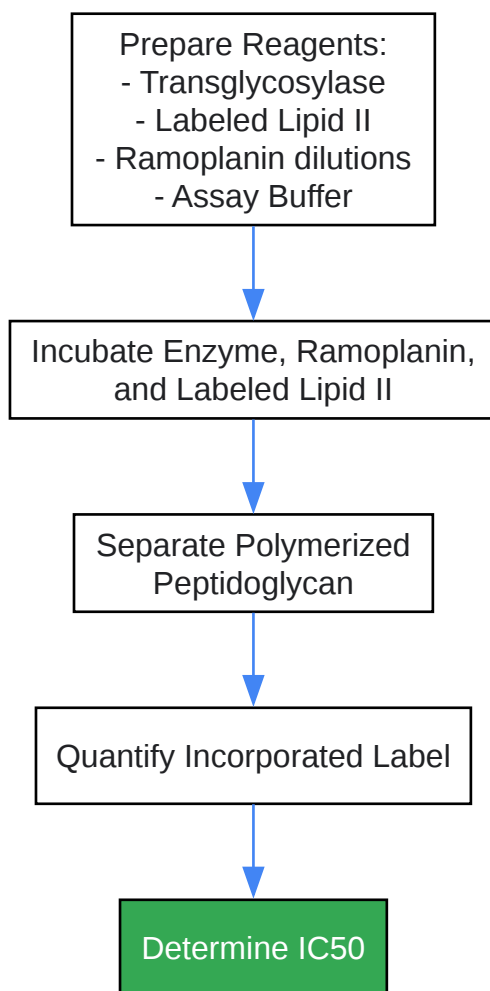 Prepare Reagents:
- Transglycosylase
- Labeled Lipid II
- Ramoplanin dilutions
- Assay Buffer
Incubate Enzyme, Ramoplanin,
and Labeled Lipid II
Separate Polymerized
Peptidoglycan
Quantify Incorporated Label
Determine IC50